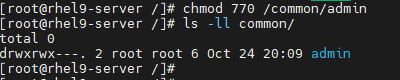 [root@rhel9-server /]# chmod 770 /common/admin
[root@rhel9-server /]# ls -ll common/
total 0
drwxrwx---. 2 root root 6 Oct 24 20:09 admin
[root@rhel9-server /]#
[root@rhel9-server /]#